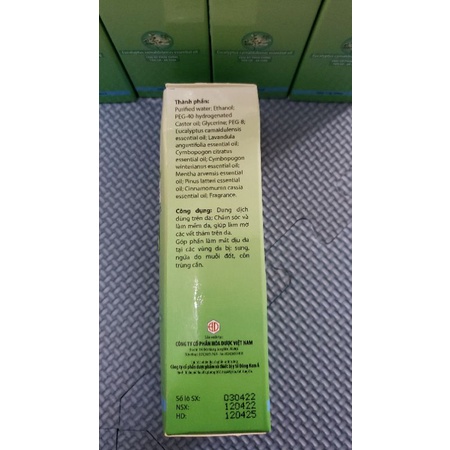 Thành phần:
Purified water; Ethanol;
PEG-40 hydrogenated
Castor oil; Glycerine; PEG-8;
Eucalyptus camaldulensis
essential oil; Lavandula
angustifolia essential oil;
Cymbopogon citratus
essential oil; Cymbopogon
winterianus essential oil;
Mentha arvensis essential
oil; Pinus latteri essential
oil; Cinnamomum cassia
essential oil; Fragrance.
Công dụng: Dung dịch
dùng trên da; Chăm sóc và
làm mềm da, giúp làm mờ
các vết thâm trên da.
Góp phần làm mát dịu da
tại các vùng da bị: sưng,
ngứa do muỗi đốt, côn
trùng cắn.
CÔNG TY CỔ PHẦN HÓA DƯỢC VIỆT NAM
Số lô SX: 030422
NSX: 120422
HD: 120425